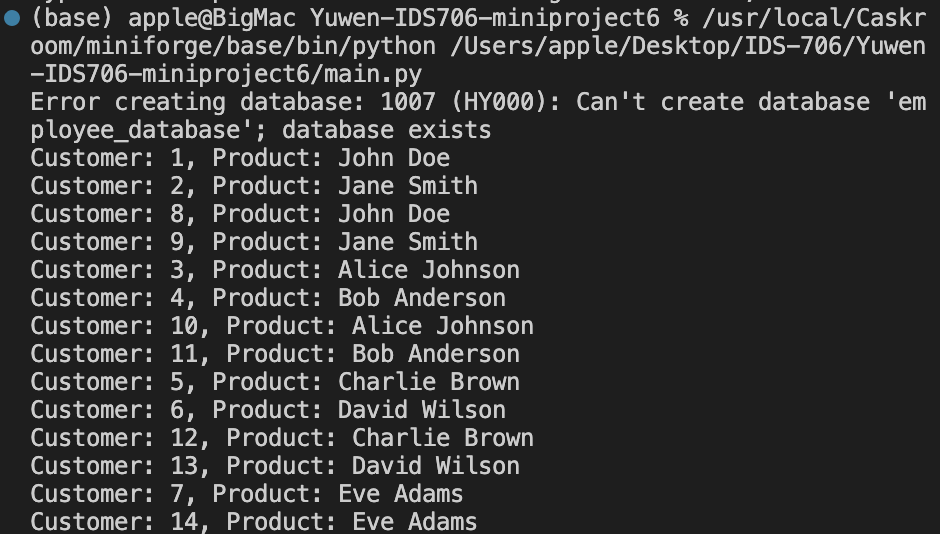 (base) apple@BigMac Yuwen-IDS706-miniproject6 % /usr/local/Caskr
oom/miniforge/base/bin/python /Users/apple/Desktop/IDS-706/Yuwen
-IDS706-miniproject6/main.py
Error creating database: 1007 (HY000): Can't create database 'em
ployee_database'; database exists
Customer: 1, Product: John Doe
Customer: 2, Product: Jane Smith
Customer: 8, Product: John Doe
Customer: 9, Product: Jane Smith
Customer: 3, Product: Alice Johnson
Customer: 4, Product: Bob Anderson
Customer: 10, Product: Alice Johnson
Customer: 11, Product: Bob Anderson
Customer: 5, Product: Charlie Brown
Customer: 6, Product: David Wilson
Customer: 12, Product: Charlie Brown
Customer: 13, Product: David Wilson
Customer: 7, Product: Eve Adams
Customer: 14, Product: Eve Adams